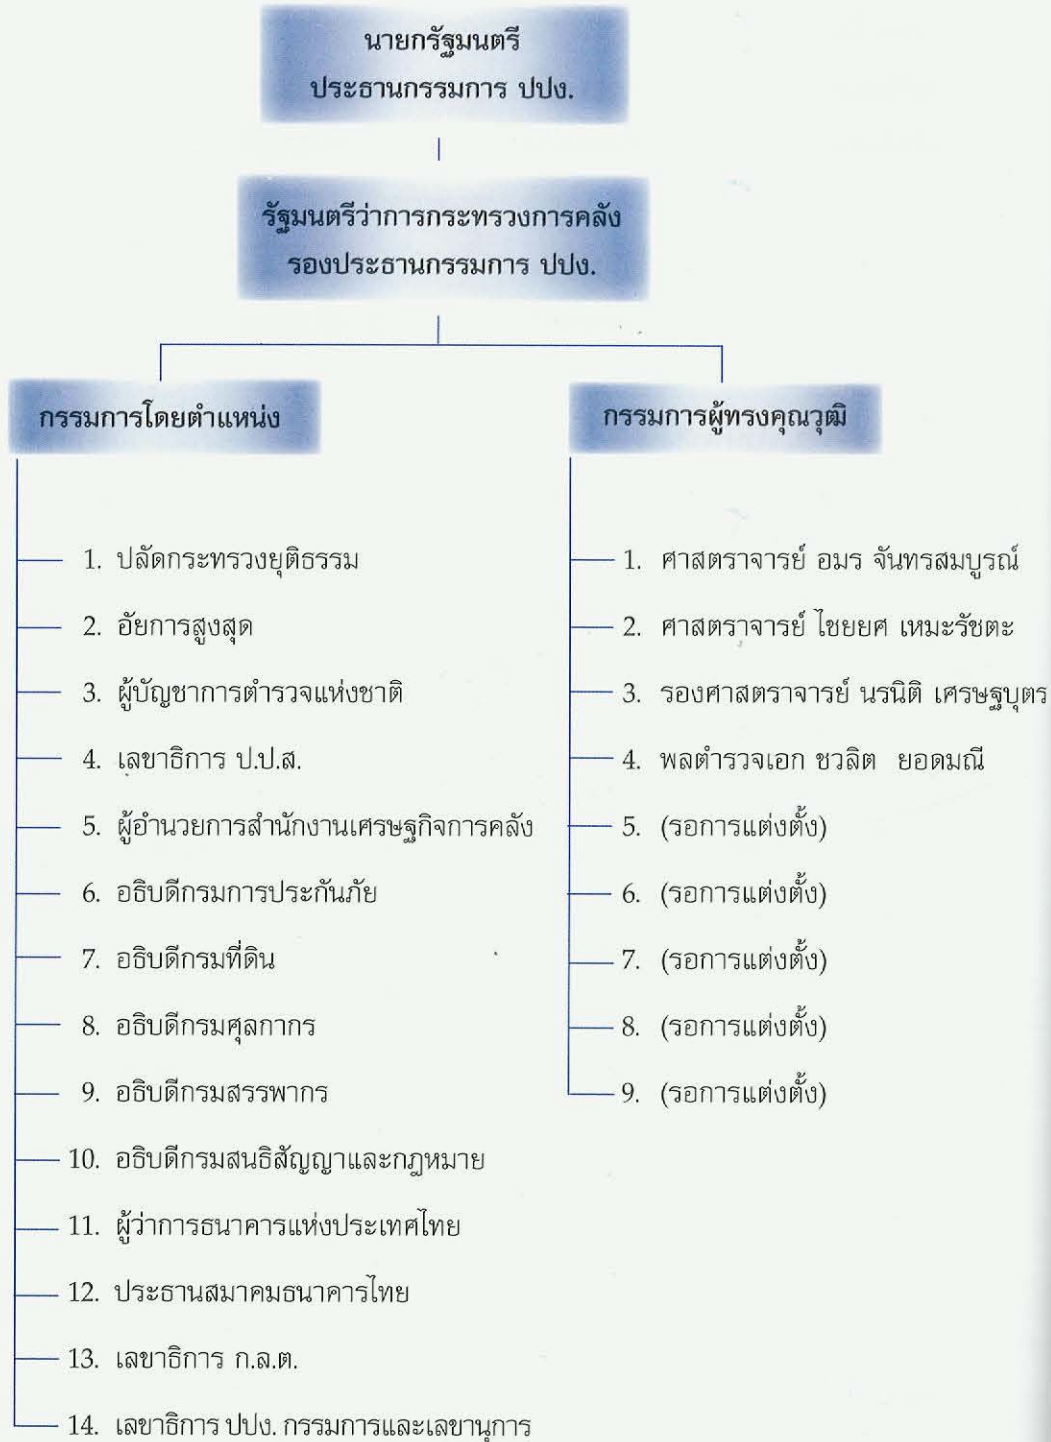 นายกรัฐมนตรี
ประธานกรรมการ ปปง.
รัฐมนตรีว่าการกระทรวงการคลัง
รองประธานกรรมการ ปปง.
กรรมการโดยตำแหน่ง
1. ปลัดกระทรวงยุติธรรม
2. อัยการสูงสุด
3. ผู้บัญชาการตำรวจแห่งชาติ
4. เลขาธิการ ป.ป.ส.
5. ผู้อำนวยการสำนักงานเศรษฐกิจการคลัง
6. อธิบดีกรมการประกันภัย
7. อธิบดีกรมที่ดิน
8. อธิบดีกรมศุลกากร
9. อธิบดีกรมสรรพากร
10. อธิบดีกรมสนธิสัญญาและกฎหมาย
11. ผู้ว่าการธนาคารแห่งประเทศไทย
12. ประธานสมาคมธนาคารไทย
13. เลขาธิการ ก.ล.ต.
14. เลขาธิการ ปปง. กรรมการและเลขานุการ
กรรมการผู้ทรงคุณวุฒิ
1. ศาสตราจารย์ อมร จันทรสมบูรณ์
2. ศาสตราจารย์ ไชยยศ เหมะรัชตะ
3. รองศาสตราจารย์ นรนิติ เศรษฐบุตร
4. พลตำรวจเอก ชวลิต ยอดมณี
5. (รอการแต่งตั้ง)
6. (รอการแต่งตั้ง)
7. (รอการแต่งตั้ง)
8. (รอการแต่งตั้ง)
9. (รอการแต่งตั้ง)